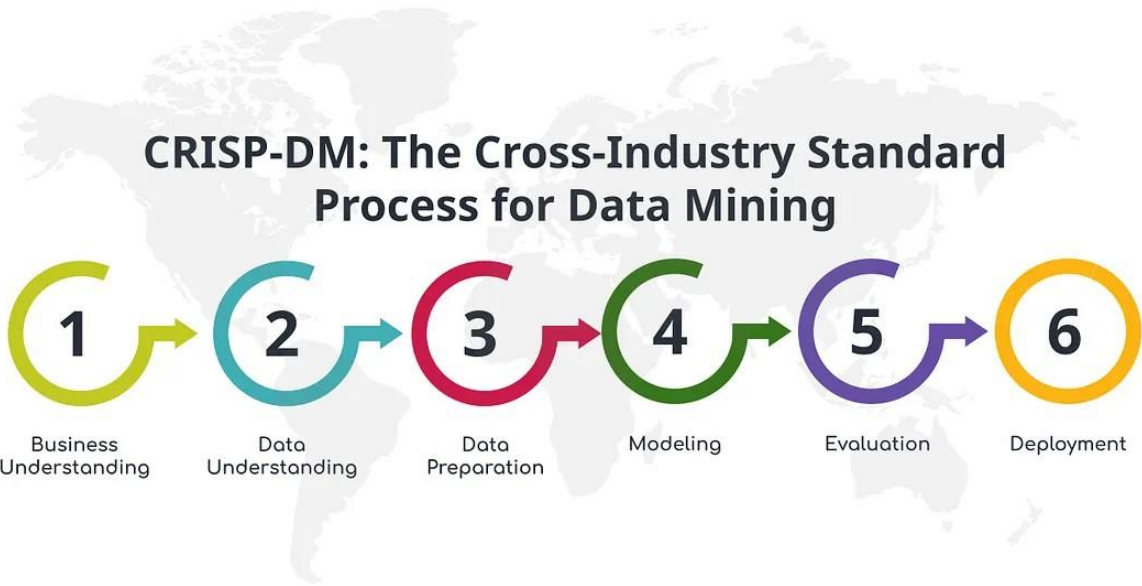 CRISP-DM: The Cross-Industry Standard
Process for Data Mining
1
2
3
4
5
6
Business
Understanding
Data
Understanding
Data
Preparation
Modeling
Evaluation
Deployment